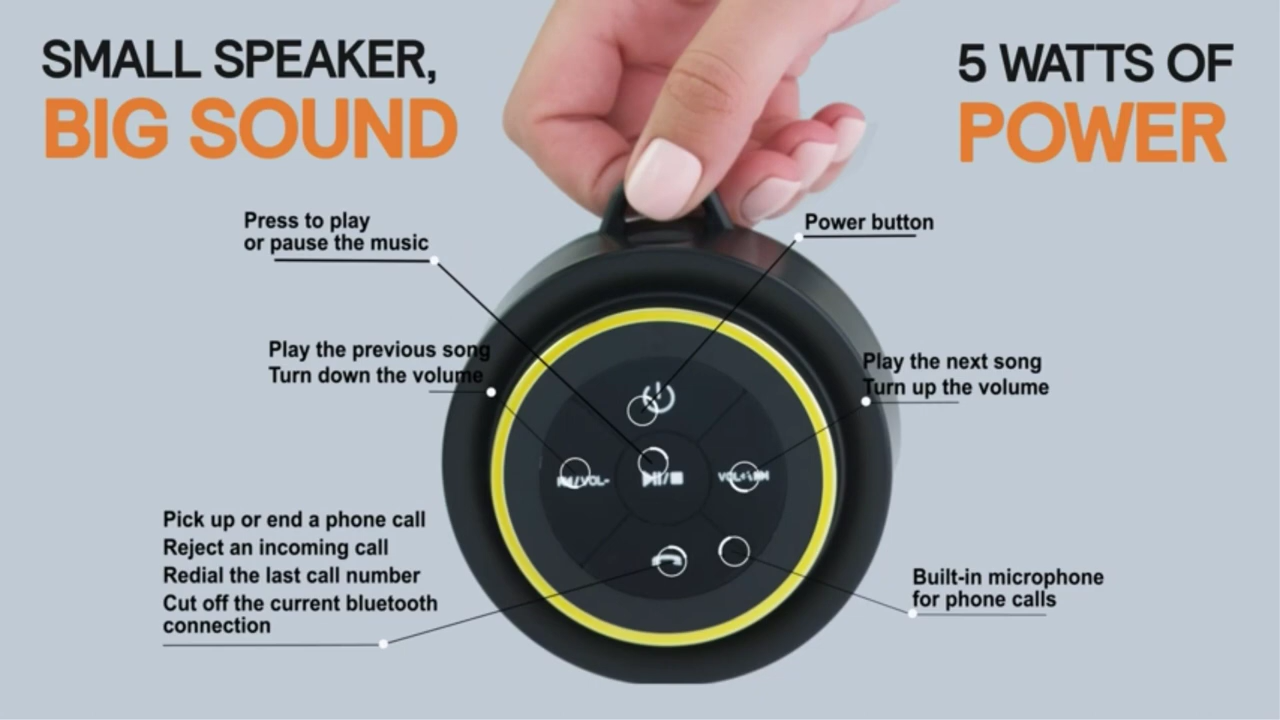 SMALL SPEAKER,
BIG SOUND
5 WATTS OF
POWER
Press to play
or pause the music
Power button
Play the previous song
Turn down the volume
Play the next song
Turn up the volume
VOL-
Pick up or end a phone call
Reject an incoming call
Redial the last call number
Cut off the current bluetooth
connection
Built-in microphone
for phone calls